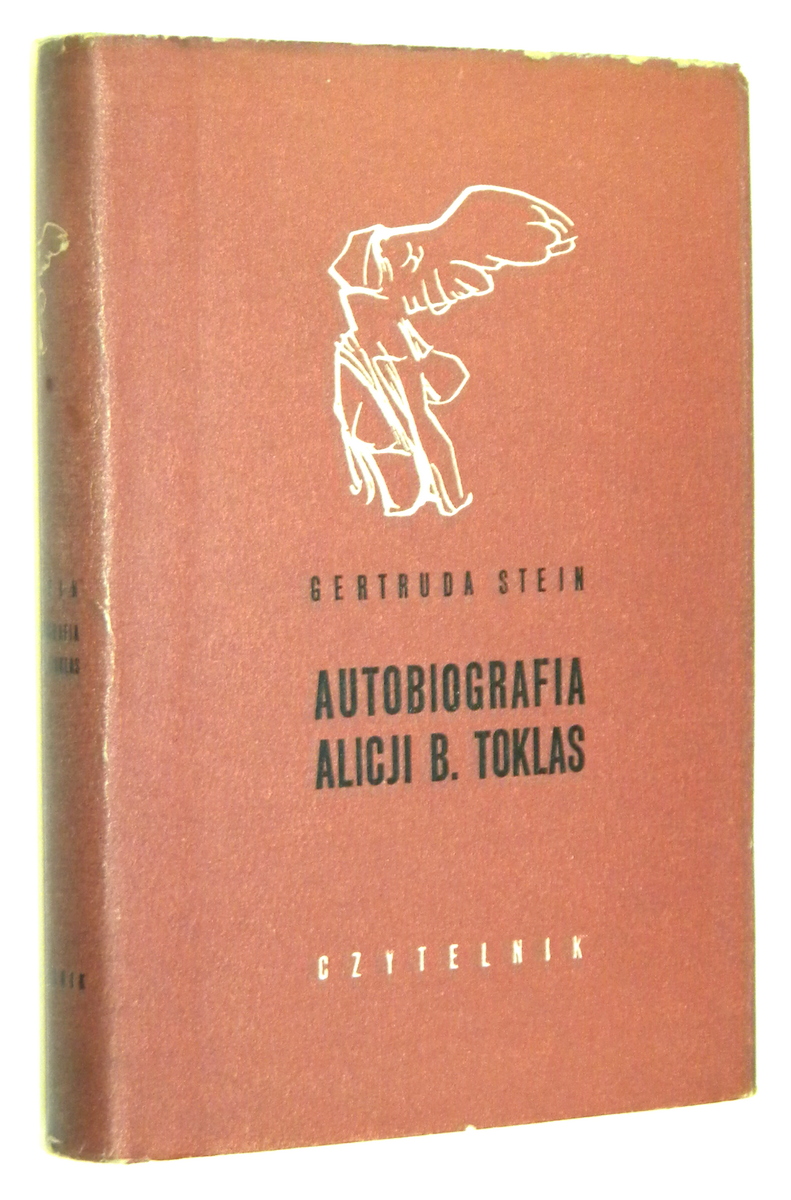 GERTRUDA STEIN
AUTOBIOGRAFIA
ALICJI B. TOKLAS
CZYTELNIK